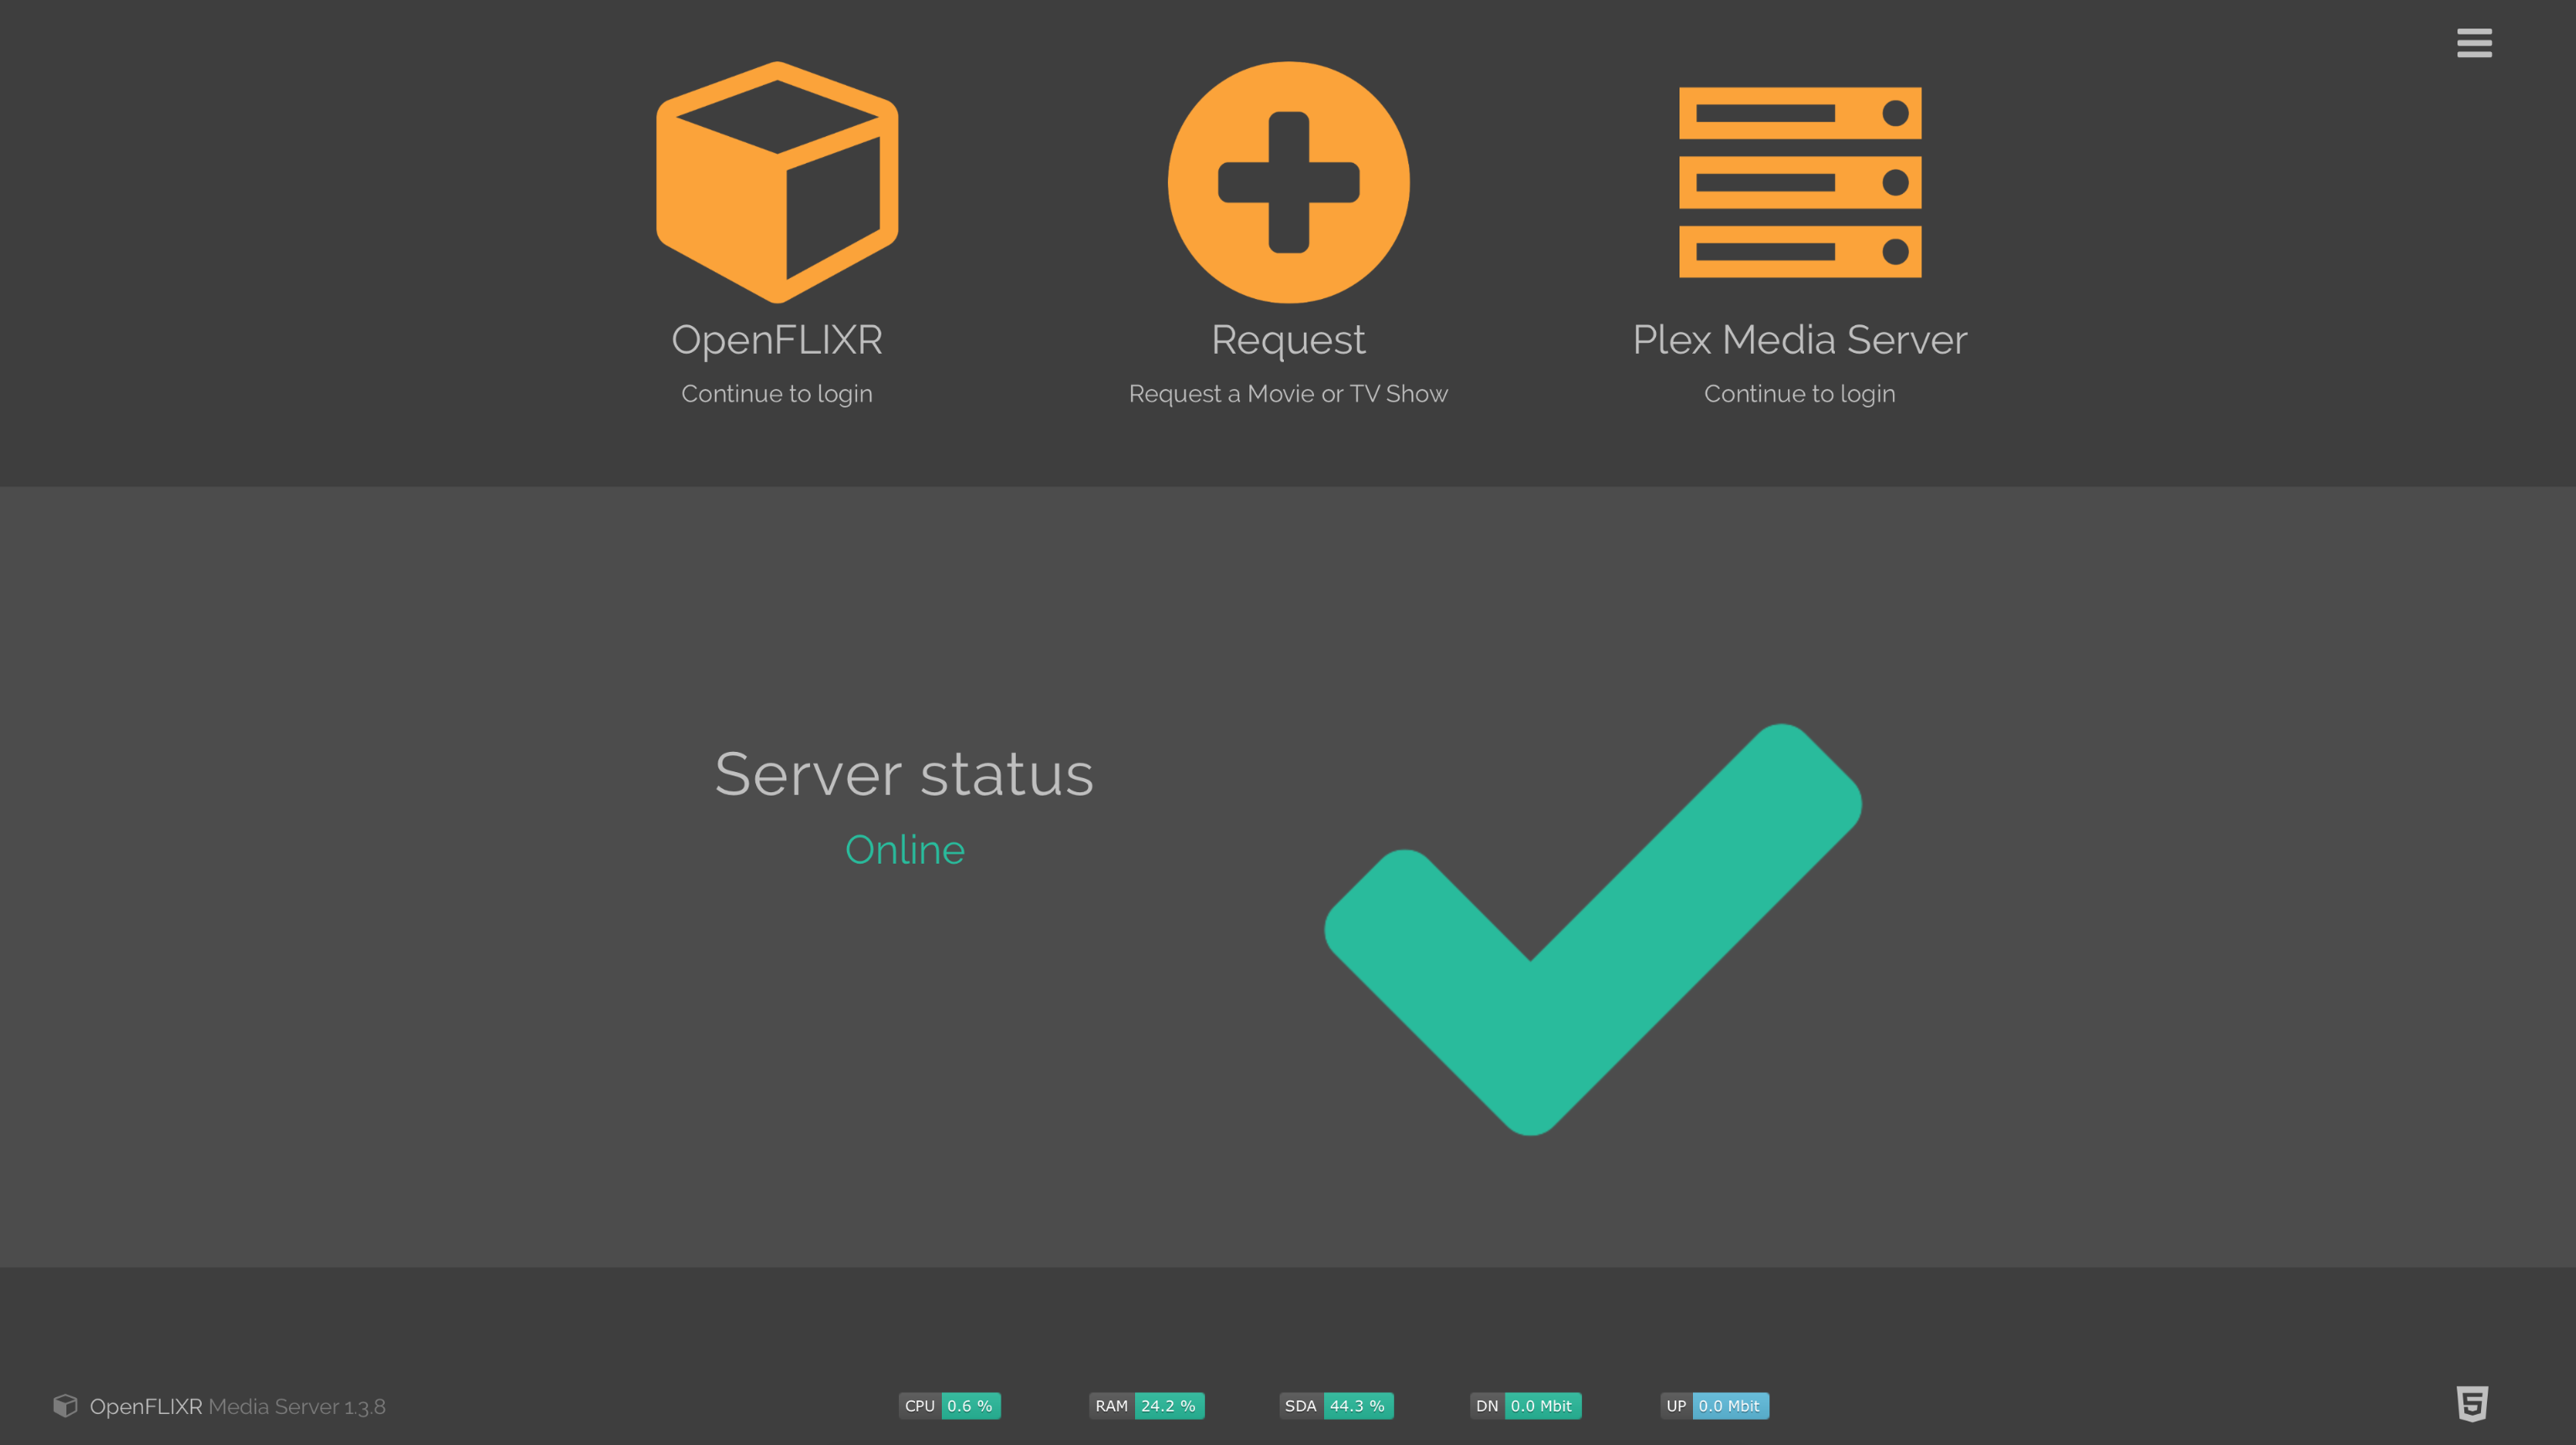 OpenFLIXR
Continue to login
Request
Request a Movie or TV Show
Plex Media Server
Continue to login
Server status
Online
OpenFLIXR Media Server 1.3.8
CPU 0.6 %
RAM 24.2 %
SDA 44.3 %
DN 0.0 Mbit
UP 0.0 Mbit